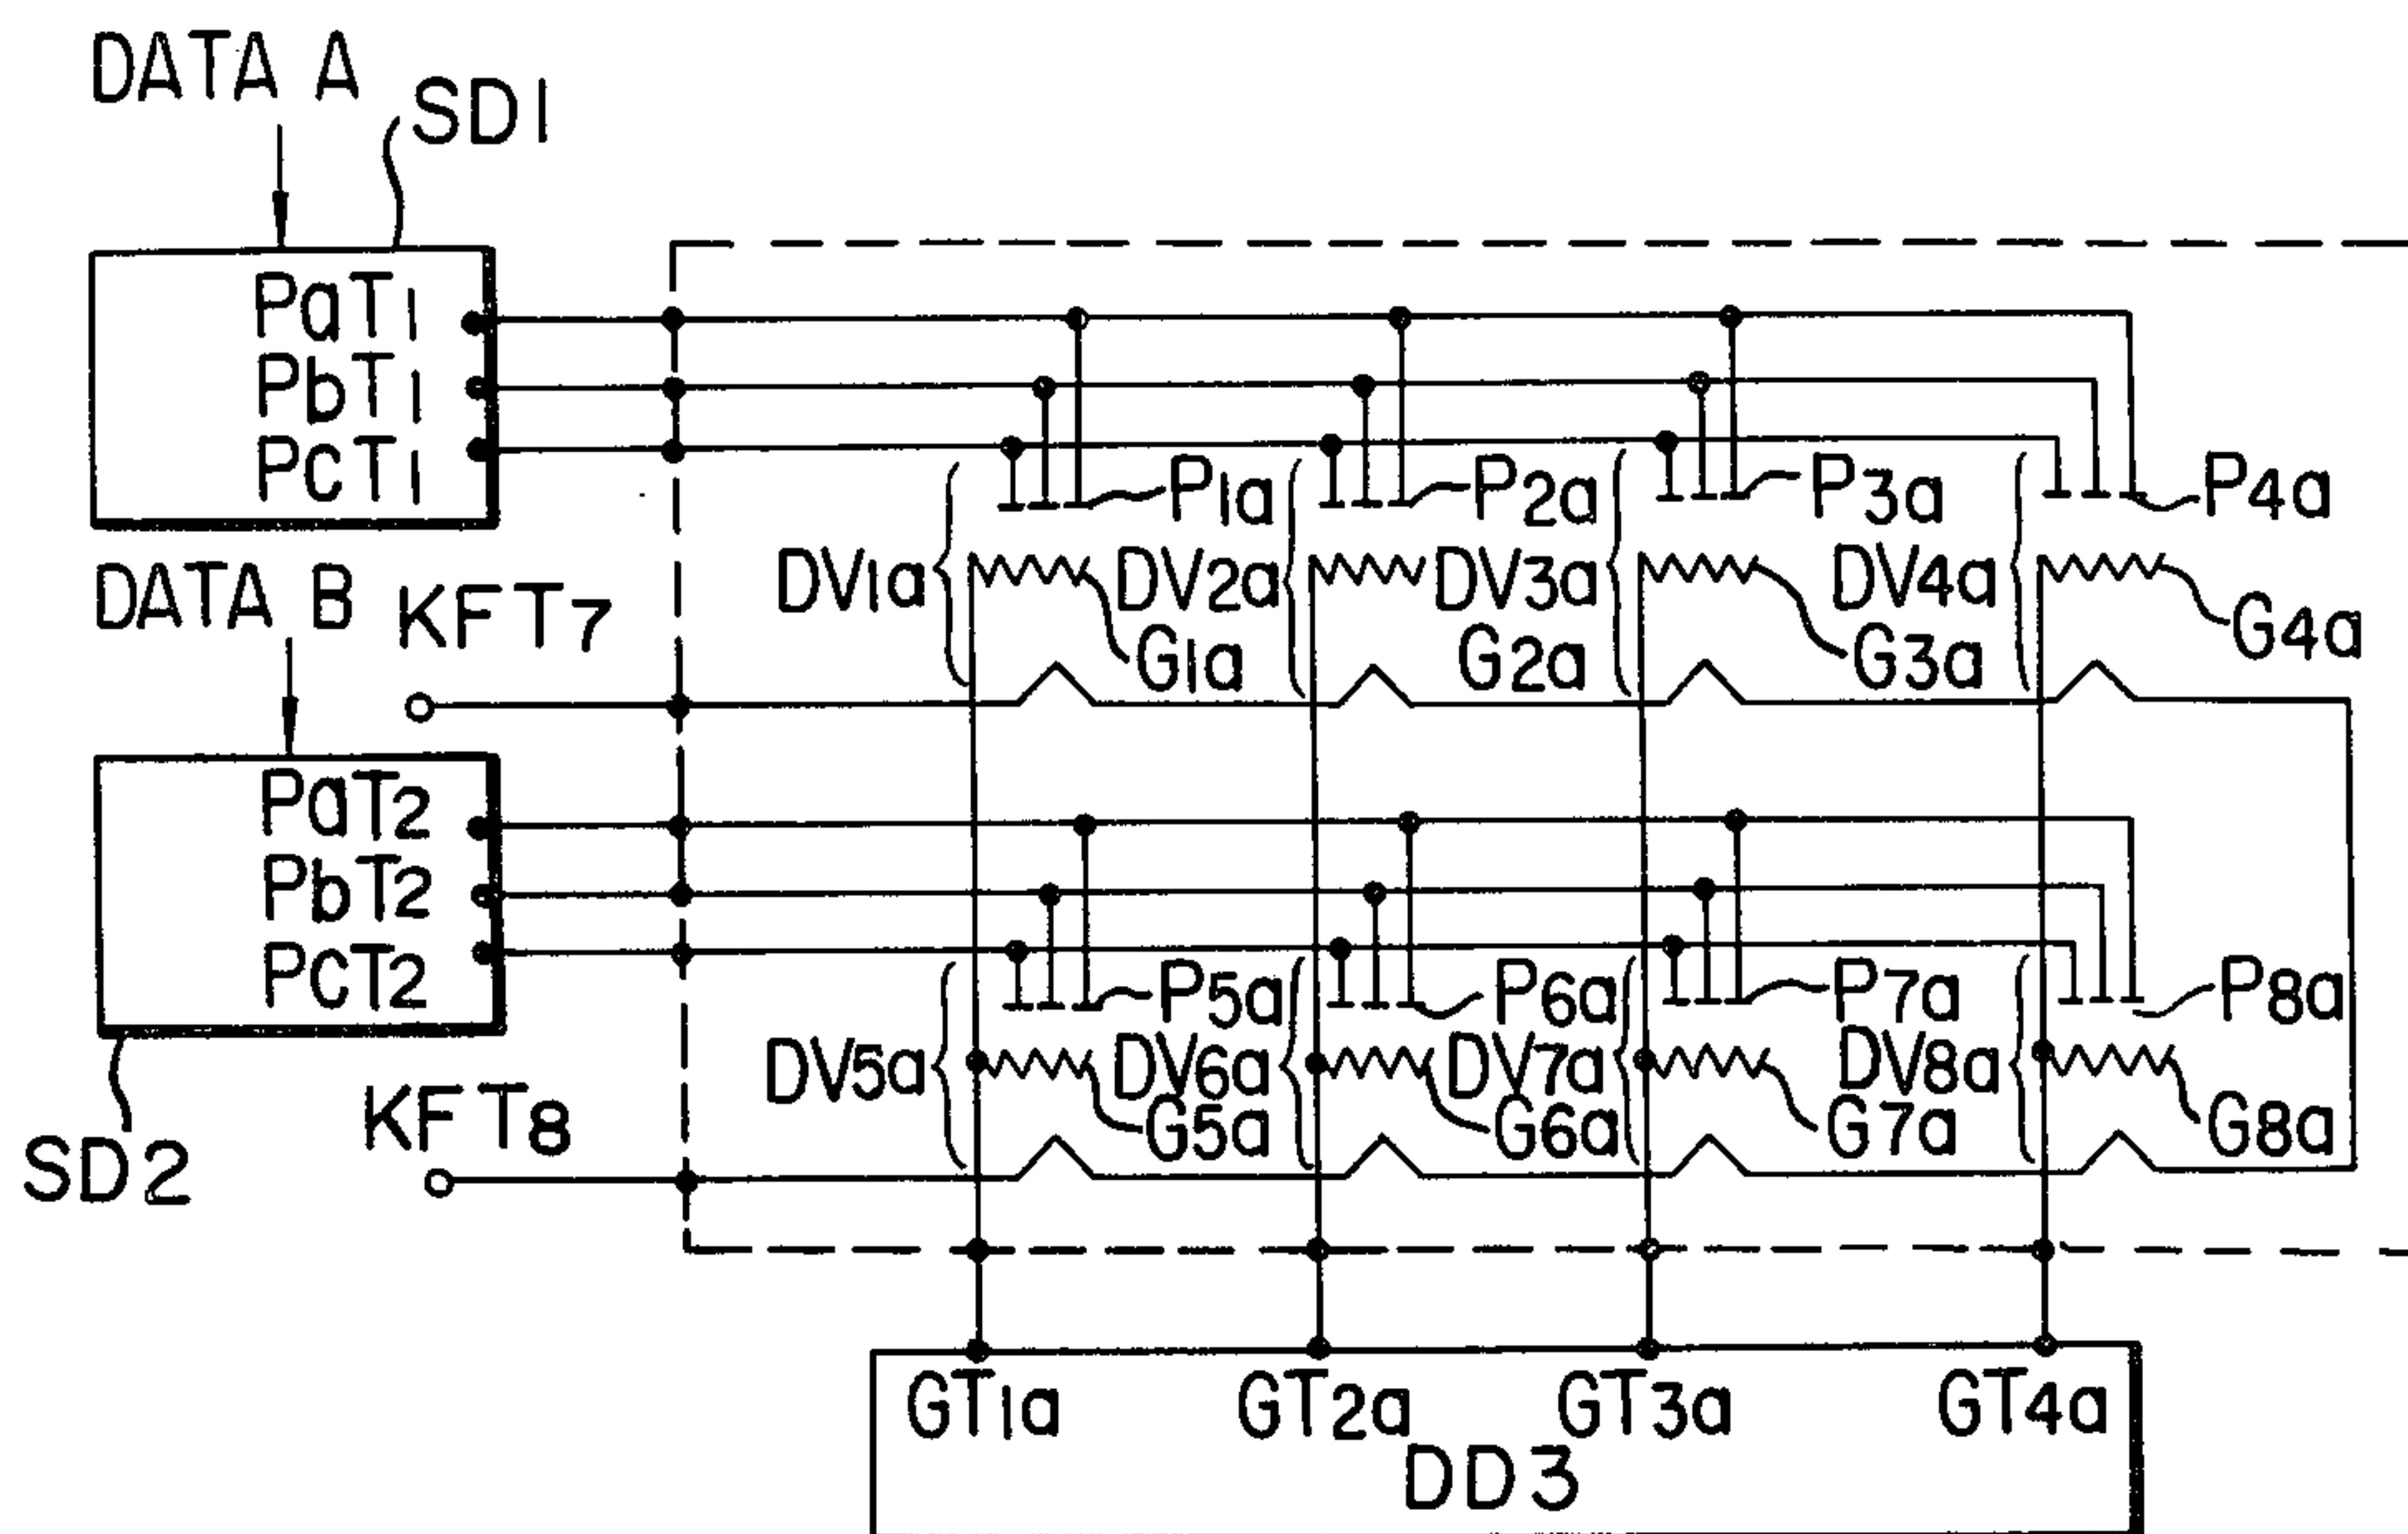 DATA A
SD1
PaT1
PbT1
PcT1
P1a
P2a
P3a
P4a
DV1a
DV2a
DV3a
DV4a
G1a
G2a
G3a
G4a
DATA B
KFT7
PaT2
PbT2
PCT2
P5a
P6a
P7a
P8a
DV5a
DV6a
DV7a
DV8a
G5a
G6a
G7a
G8a
KFT8
SD2
GT1a
GT2a
GT3a
GT4a
DD3